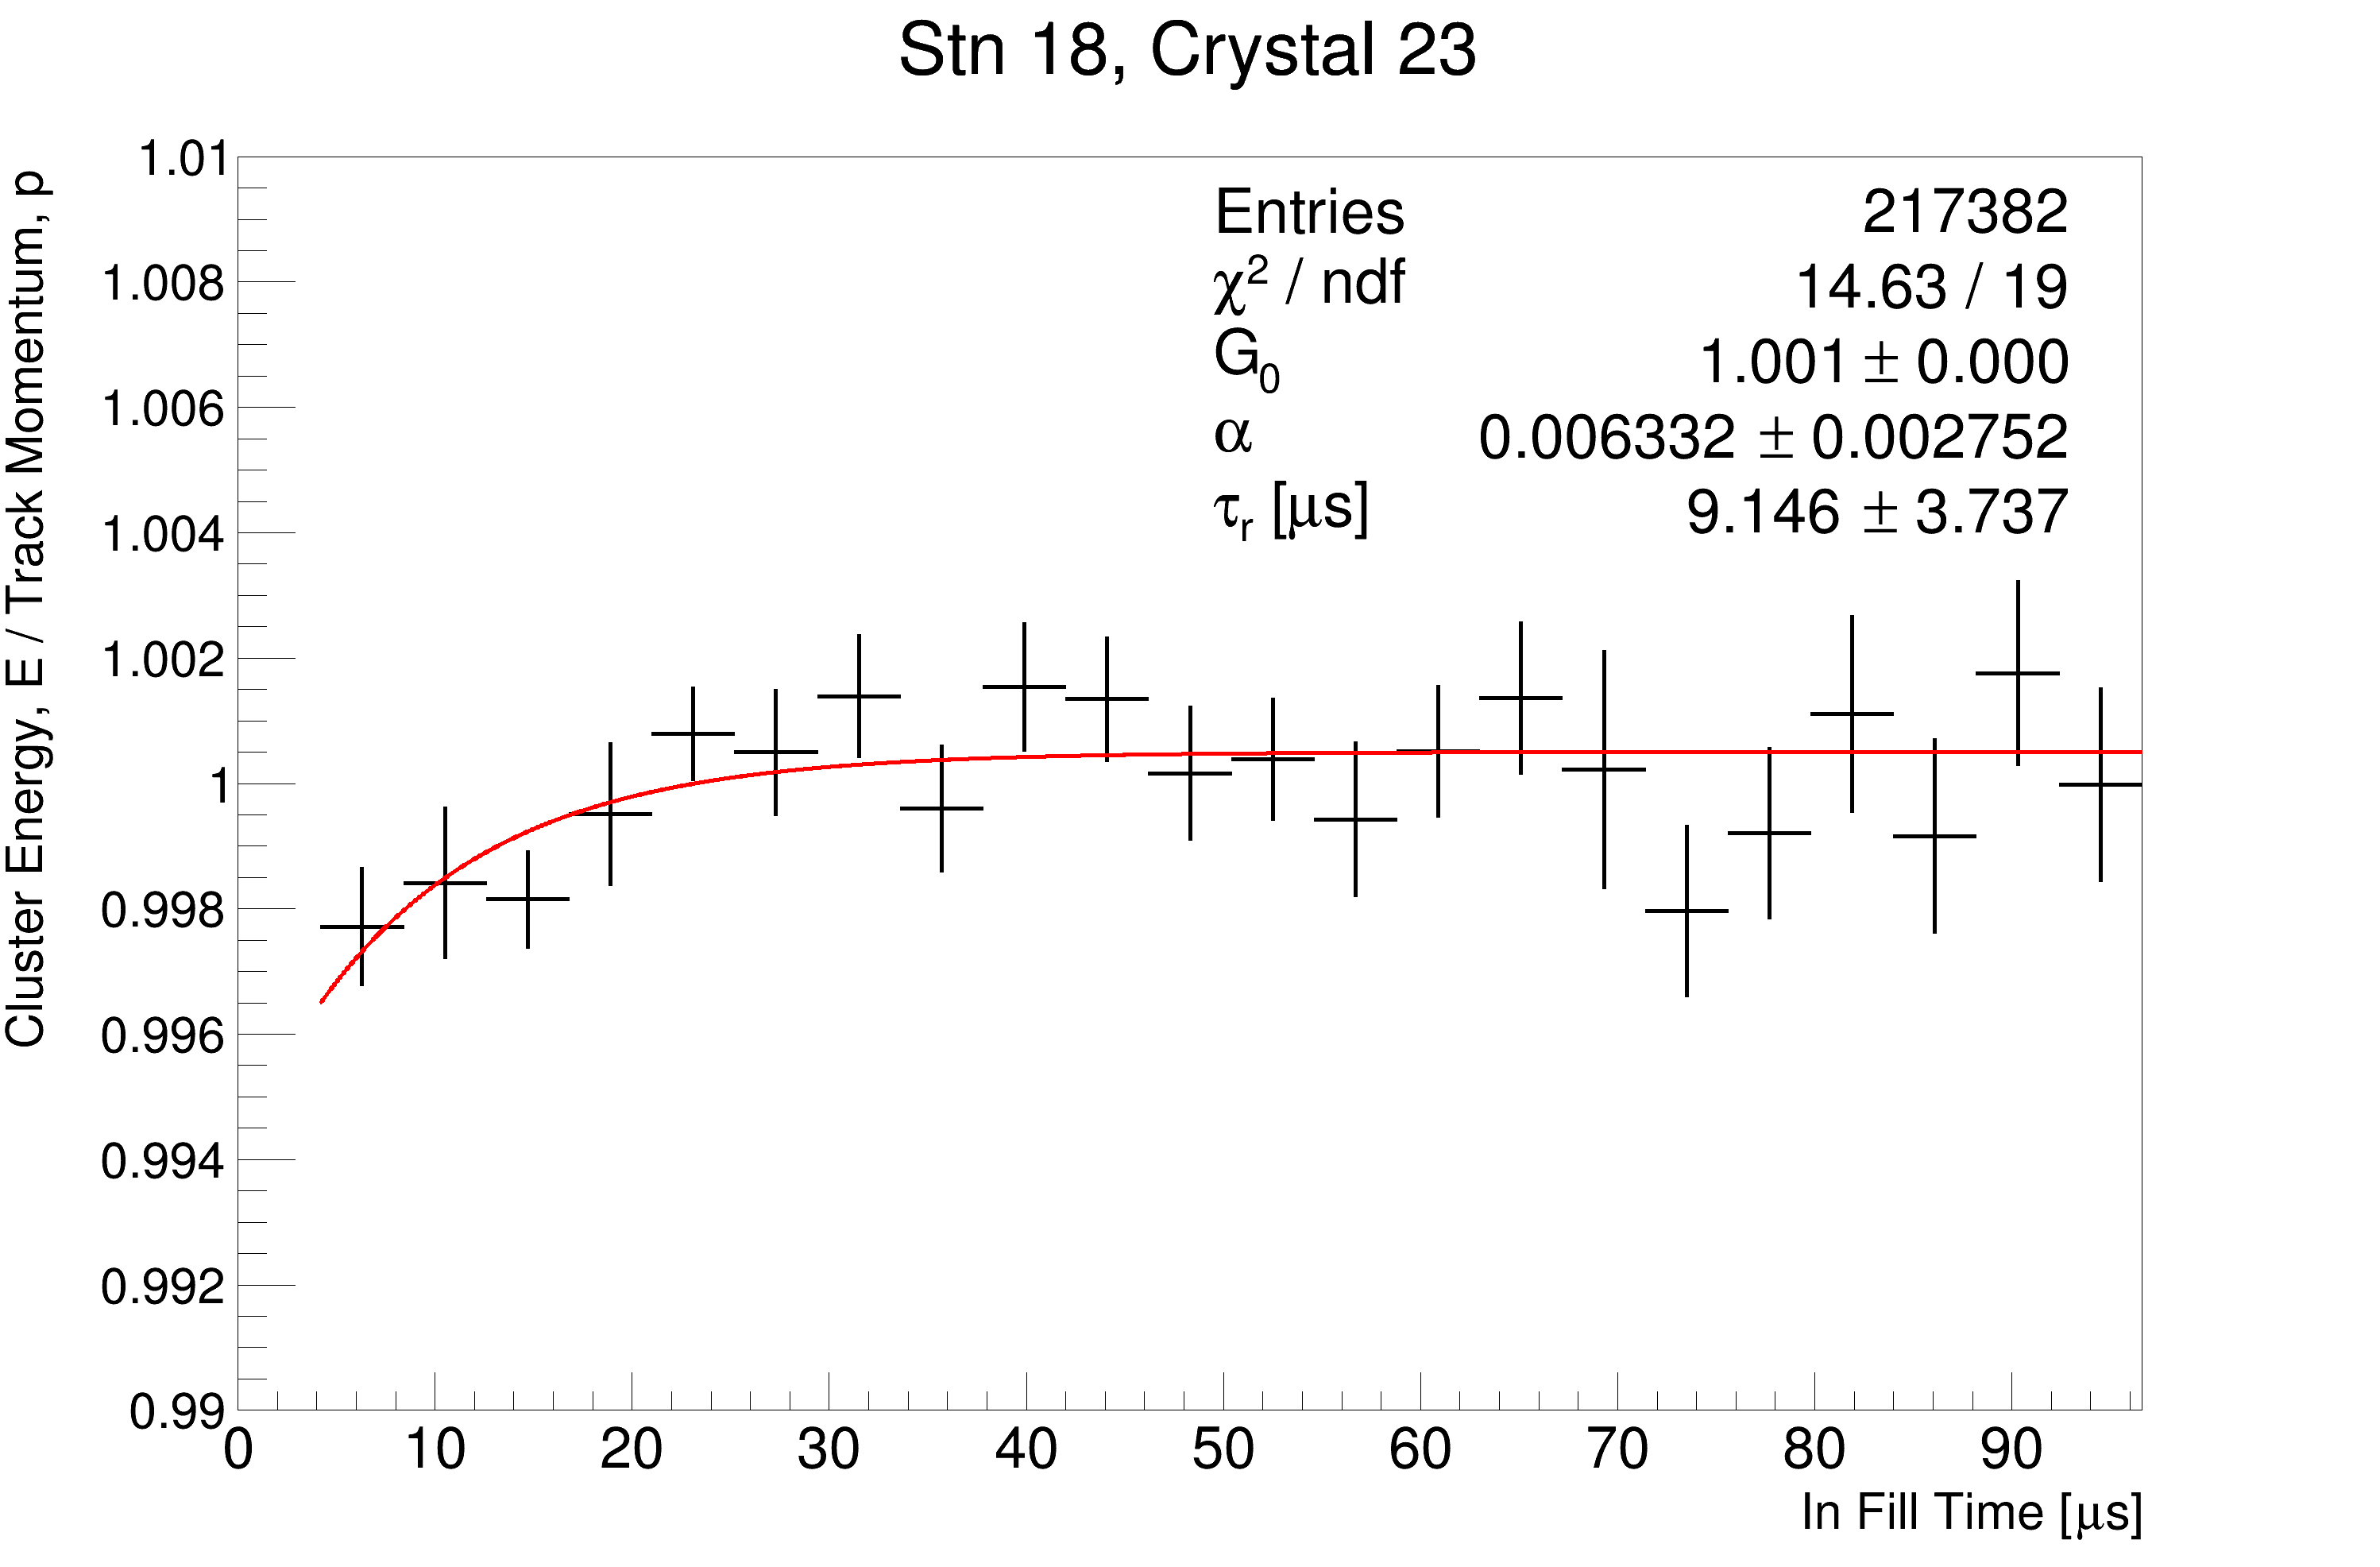 Stn 18, Crystal 23
Cluster Energy, E / Track Momentum, p
1.01
1.008
1.006
1.004
1.002
1
0.998
0.996
0.994
0.992
0.99
Entries 217382
χ² / ndf 14.63 / 19
G₀ 1.001 ± 0.000
α 0.006332 ± 0.002752
τᵣ [μs] 9.146 ± 3.737
0 10 20 30 40 50 60 70 80 90
In Fill Time [μs]